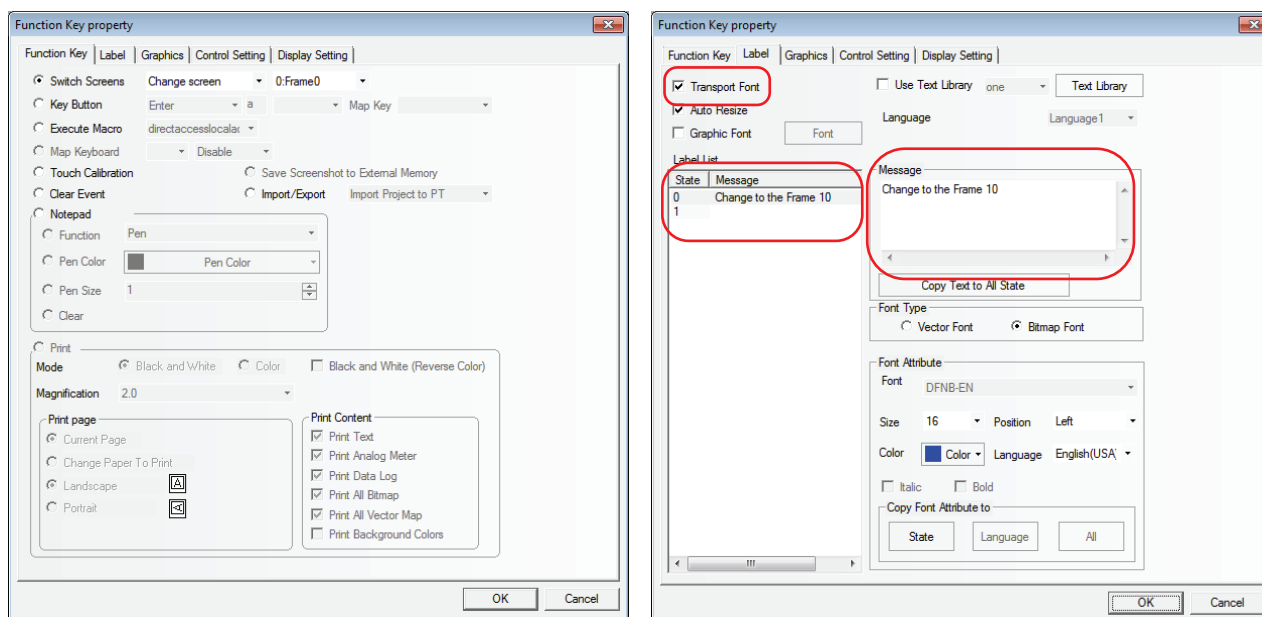 Function Key property
Function Key Label Graphics Control Setting Display Setting
Switch Screens Change screen 0:Frame0
Key Button Enter a Map Key
Execute Macro directaccesslocalac
Map Keyboard Disable
Touch Calibration Save Screenshot to External Memory
Clear Event Import/Export Import Project to PT
Notepad
Function Pen
Pen Color Pen Color
Pen Size 1
Clear
Print
Mode Black and White Color Black and White (Reverse Color)
Magnification 2.0
Print page
Current Page
Change Paper To Print
Landscape A
Portrait A
Print Content
Print Text
Print Analog Meter
Print Data Log
Print All Bitmap
Print All Vector Map
Print Background Colors
OK Cancel
Function Key property
Function Key Label Graphics Control Setting Display Setting
Transport Font
Auto Resize
Graphic Font Font
Label List
State Message
0 Change to the Frame 10
1
Use Text Library one Text Library
Language Language1
Message
Change to the Frame 10
Copy Text to All State
Font Type
Vector Font Bitmap Font
Font Attribute
Font DFNB-EN
Size 16 Position Left
Color Color Language English(USA)
Italic Bold
Copy Font Attribute to
State Language All
OK Cancel